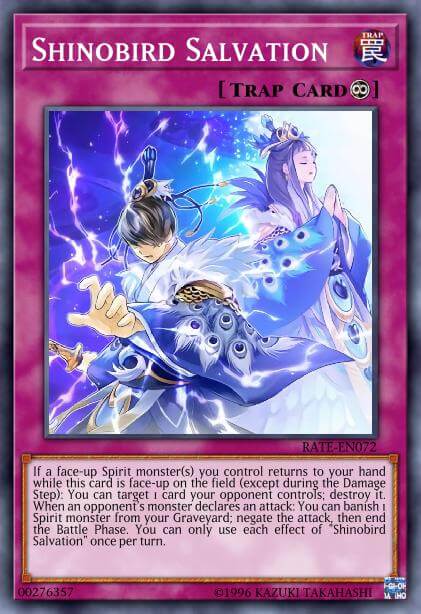 SHINOBIRD SALVATION
TRAP
罠
[TRAP CARD ]
RATE-EN072
If a face-up Spirit monster(s) you control returns to your hand
while this card is face-up on the field (except during the Damage
Step): You can target 1 card your opponent controls; destroy it.
When an opponent's monster declares an attack: You can banish 1
Spirit monster from your Graveyard; negate the attack, then end
the Battle Phase. You can only use each effect of "Shinobird
Salvation" once per turn.
00276357
©1996 KAZUKI TAKAHASHI